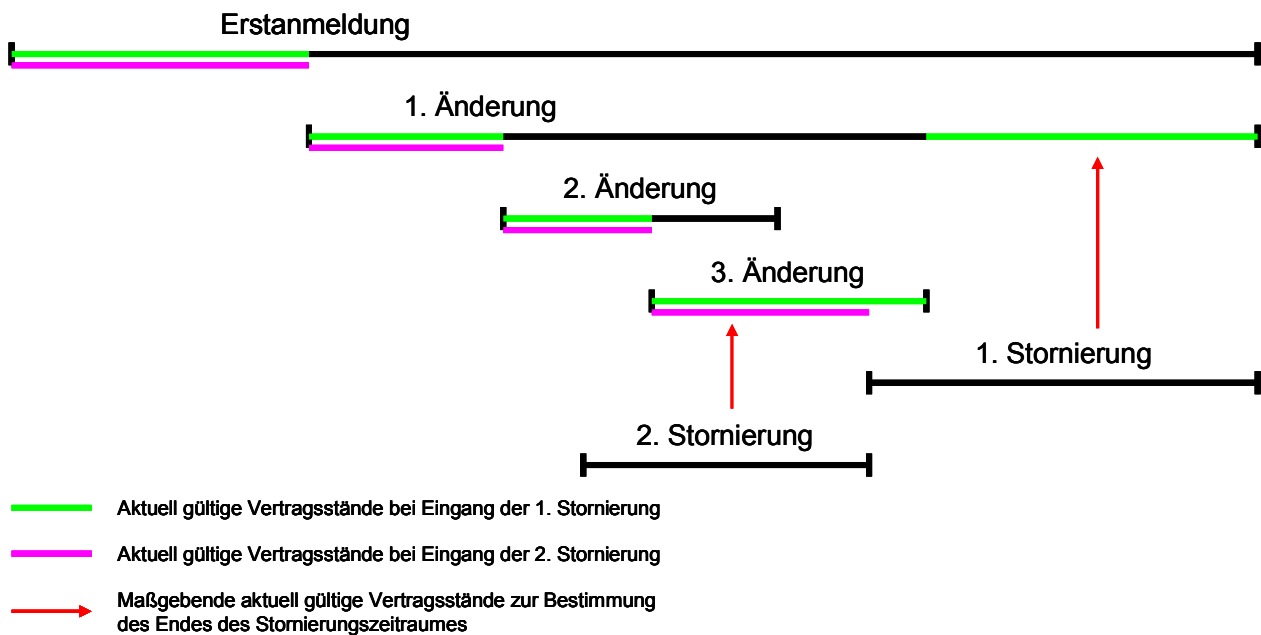 Erstanmeldung
1. Änderung
2. Änderung
3. Änderung
1. Stornierung
2. Stornierung
Aktuell gültige Vertragsstände bei Eingang der 1. Stornierung
Aktuell gültige Vertragsstände bei Eingang der 2. Stornierung
Maßgebende aktuell gültige Vertragsstände zur Bestimmung
des Endes des Stornierungszeitraumes